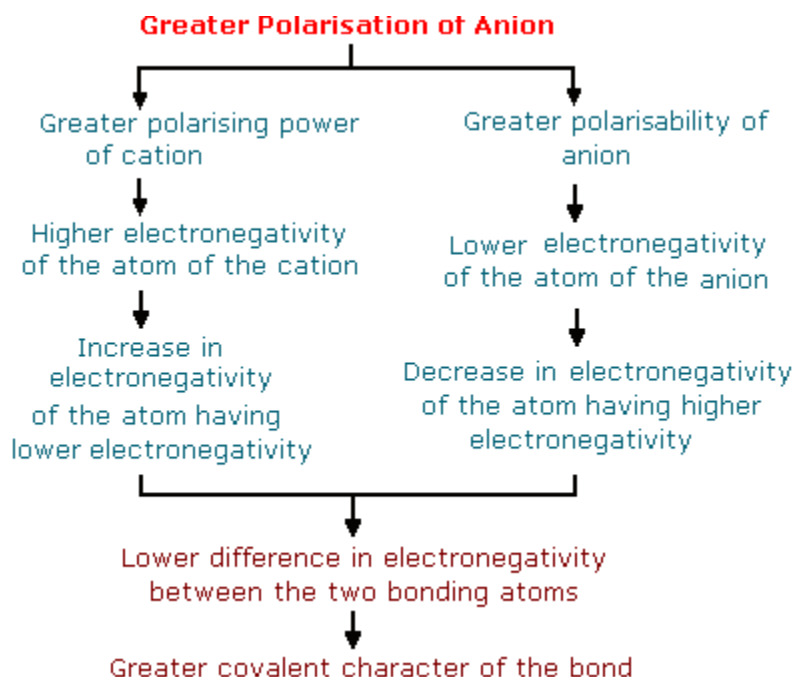 Greater Polarisation of Anion
Greater polarising power
of cation
Higher electronegativity
of the atom of the cation
Increase in
electronegativity
of the atom having
lower electronegativity
Greater polarisability of
anion
Lower electronegativity
of the atom of the anion
Decrease in electronegativity
of the atom having higher
electronegativity
Lower difference in electronegativity
between the two bonding atoms
Greater covalent character of the bond